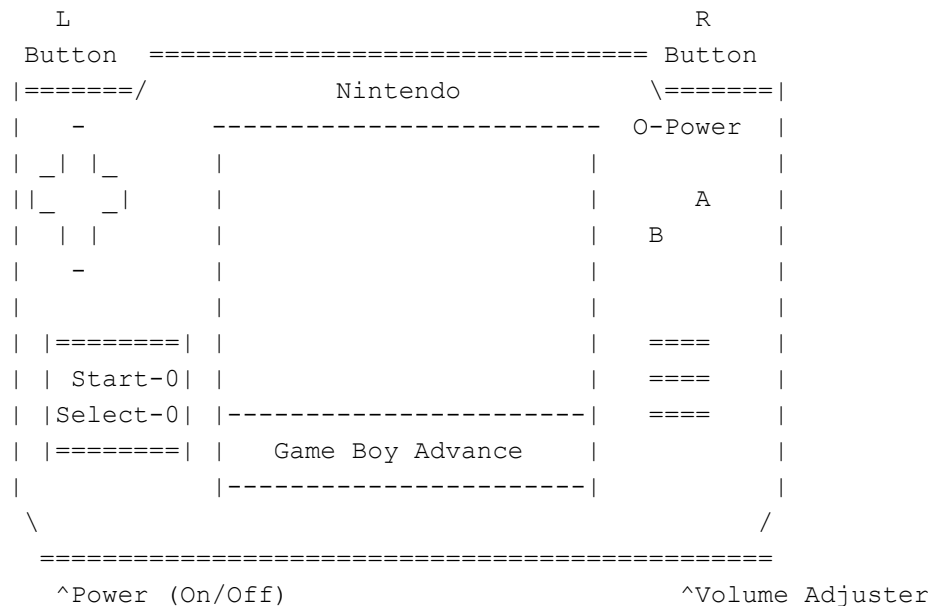 L R
Button Button
Nintendo
O-Power
A
B
Start-0
Select-0
Game Boy Advance
^Power (On/Off) ^Volume Adjuster